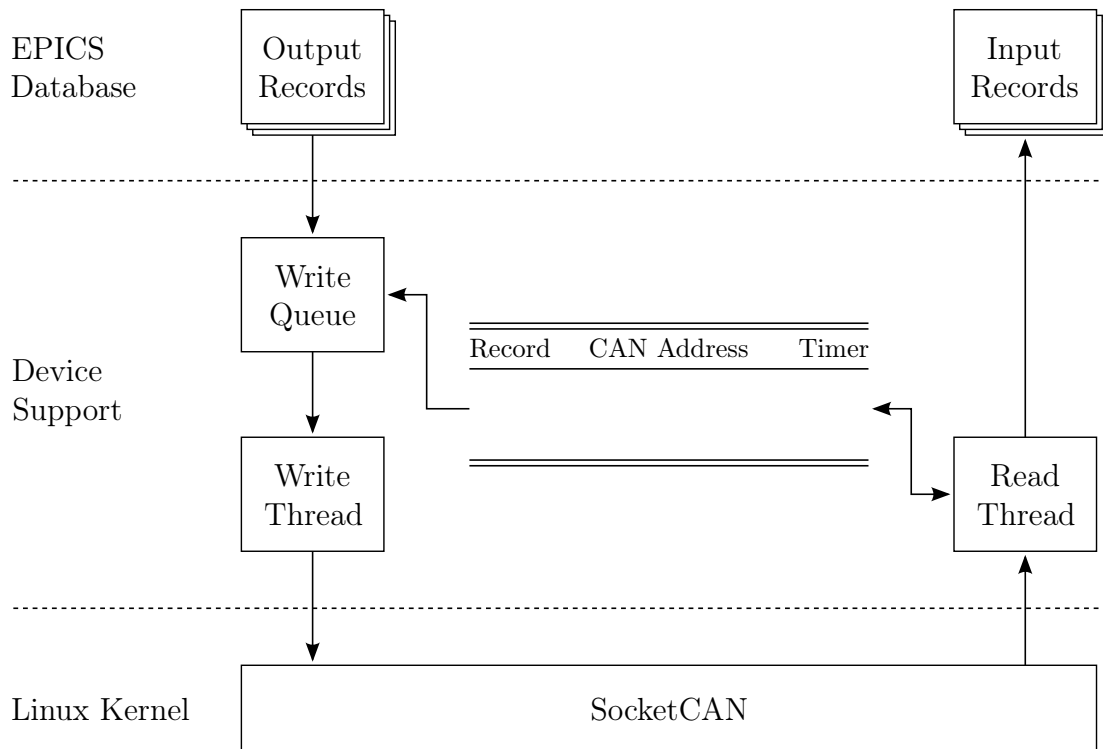 EPICS
Database
Output
Records
Input
Records
Device
Support
Write
Queue
Record CAN Address Timer
Write
Thread
Read
Thread
Linux Kernel
SocketCAN